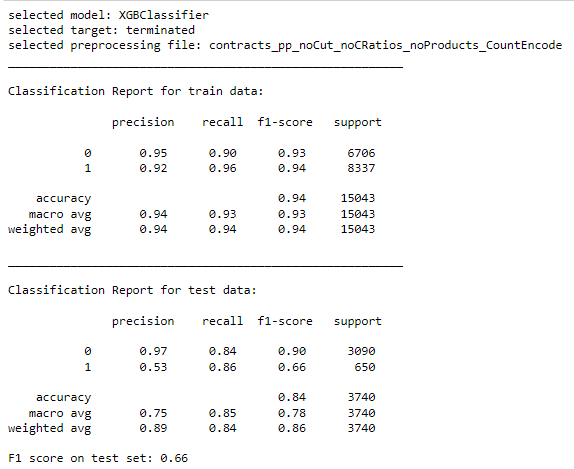 selected model: XGBClassifier
selected target: terminated
selected preprocessing file: contracts_pp_noCut_noCRatios_noProducts_CountEncode
Classification Report for train data:
precision recall f1-score support
0 0.95 0.90 0.93 6706
1 0.92 0.96 0.94 8337
accuracy 0.94 15043
macro avg 0.94 0.93 0.93 15043
weighted avg 0.94 0.94 0.94 15043
Classification Report for test data:
precision recall f1-score support
0 0.97 0.84 0.90 3090
1 0.53 0.86 0.66 650
accuracy 0.84 3740
macro avg 0.75 0.85 0.78 3740
weighted avg 0.89 0.84 0.86 3740
F1 score on test set: 0.66